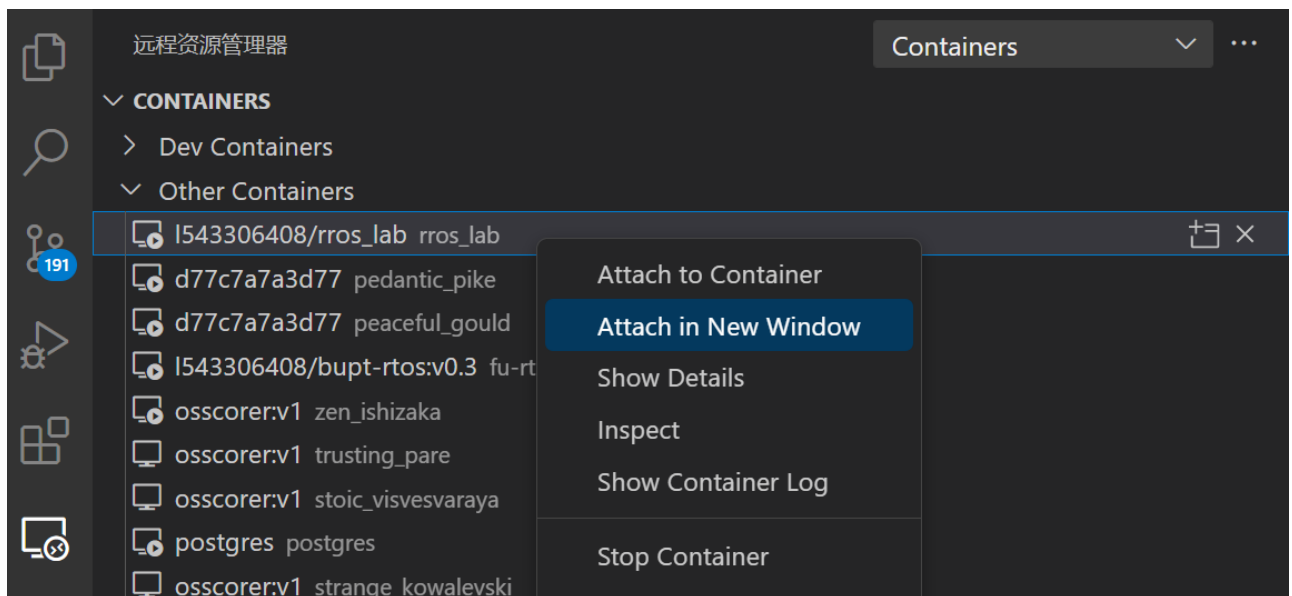 远程资源管理器
Containers
CONTAINERS
Dev Containers
Other Containers
l543306408/rros_lab rros_lab
d77c7a7a3d77 pedantic_pike
d77c7a7a3d77 peaceful_gould
l543306408/bupt-rtos:v0.3 fu-rt
osscorer:v1 zen_ishizaka
osscorer:v1 trusting_pare
osscorer:v1 stoic_visvesvaraya
postgres postgres
osscorer:v1 strange_kowalevski
191
Attach to Container
Attach in New Window
Show Details
Inspect
Show Container Log
Stop Container